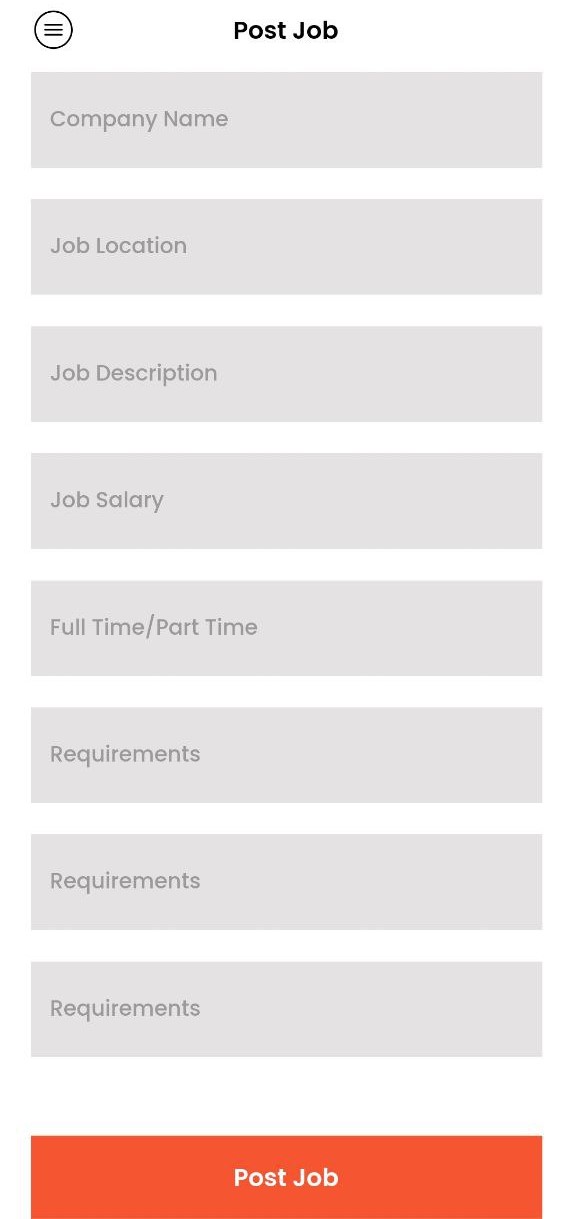 Post Job
Company Name
Job Location
Job Description
Job Salary
Full Time/Part Time
Requirements
Requirements
Requirements
Post Job